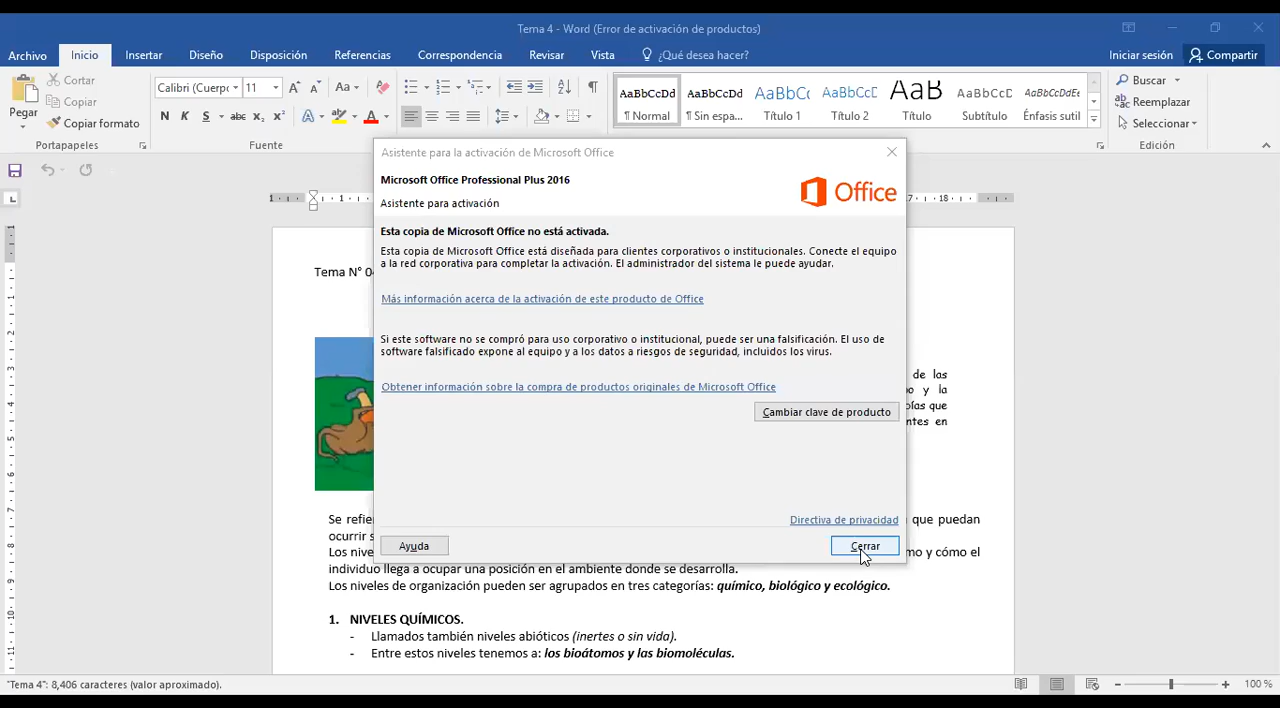 Tema 4 - Word (Error de activación de productos)
Archivo Inicio Insertar Diseño Disposición Referencias Correspondencia Revisar Vista ¿Qué desea hacer? Iniciar sesión Compartir
Pegar
Cortar
Copiar
Copiar formato
Portapapeles
Calibri (Cuerpo 11
N K S abc x₂ x²
Fuente
AaBbCcDd AaBbCcDd AaBbCc AaBbCcC AaB AaBbCcD AaBbCcDdE
¶ Normal ¶ Sin espa... Título 1 Título 2 Título Subtítulo Énfasis sutil
Buscar
Reemplazar
Seleccionar
Edición
Asistente para la activación de Microsoft Office
Microsoft Office Professional Plus 2016
Asistente para activación
Office
Esta copia de Microsoft Office no está activada.
Esta copia de Microsoft Office está diseñada para clientes corporativos o institucionales. Conecte el equipo
a la red corporativa para completar la activación. El administrador del sistema le puede ayudar.
Más información acerca de la activación de este producto de Office
Si este software no se compró para uso corporativo o institucional, puede ser una falsificación. El uso de
software falsificado expone al equipo y a los datos a riesgos de seguridad, incluidos los virus.
Obtener información sobre la compra de productos originales de Microsoft Office
Cambiar clave de producto
Directiva de privacidad
Ayuda
Cerrar
Tema N° 0
de las
y la
que
en
Se refie que puedan
ocurrir s
Los nive mo y cómo el
individuo llega a ocupar una posición en el ambiente donde se desarrolla.
Los niveles de organización pueden ser agrupados en tres categorías: químico, biológico y ecológico.
1. NIVELES QUÍMICOS.
- Llamados también niveles abióticos (inertes o sin vida).
- Entre estos niveles tenemos a: los bioátomos y las biomoléculas.
"Tema 4": 8,406 caracteres (valor aproximado).
100 %